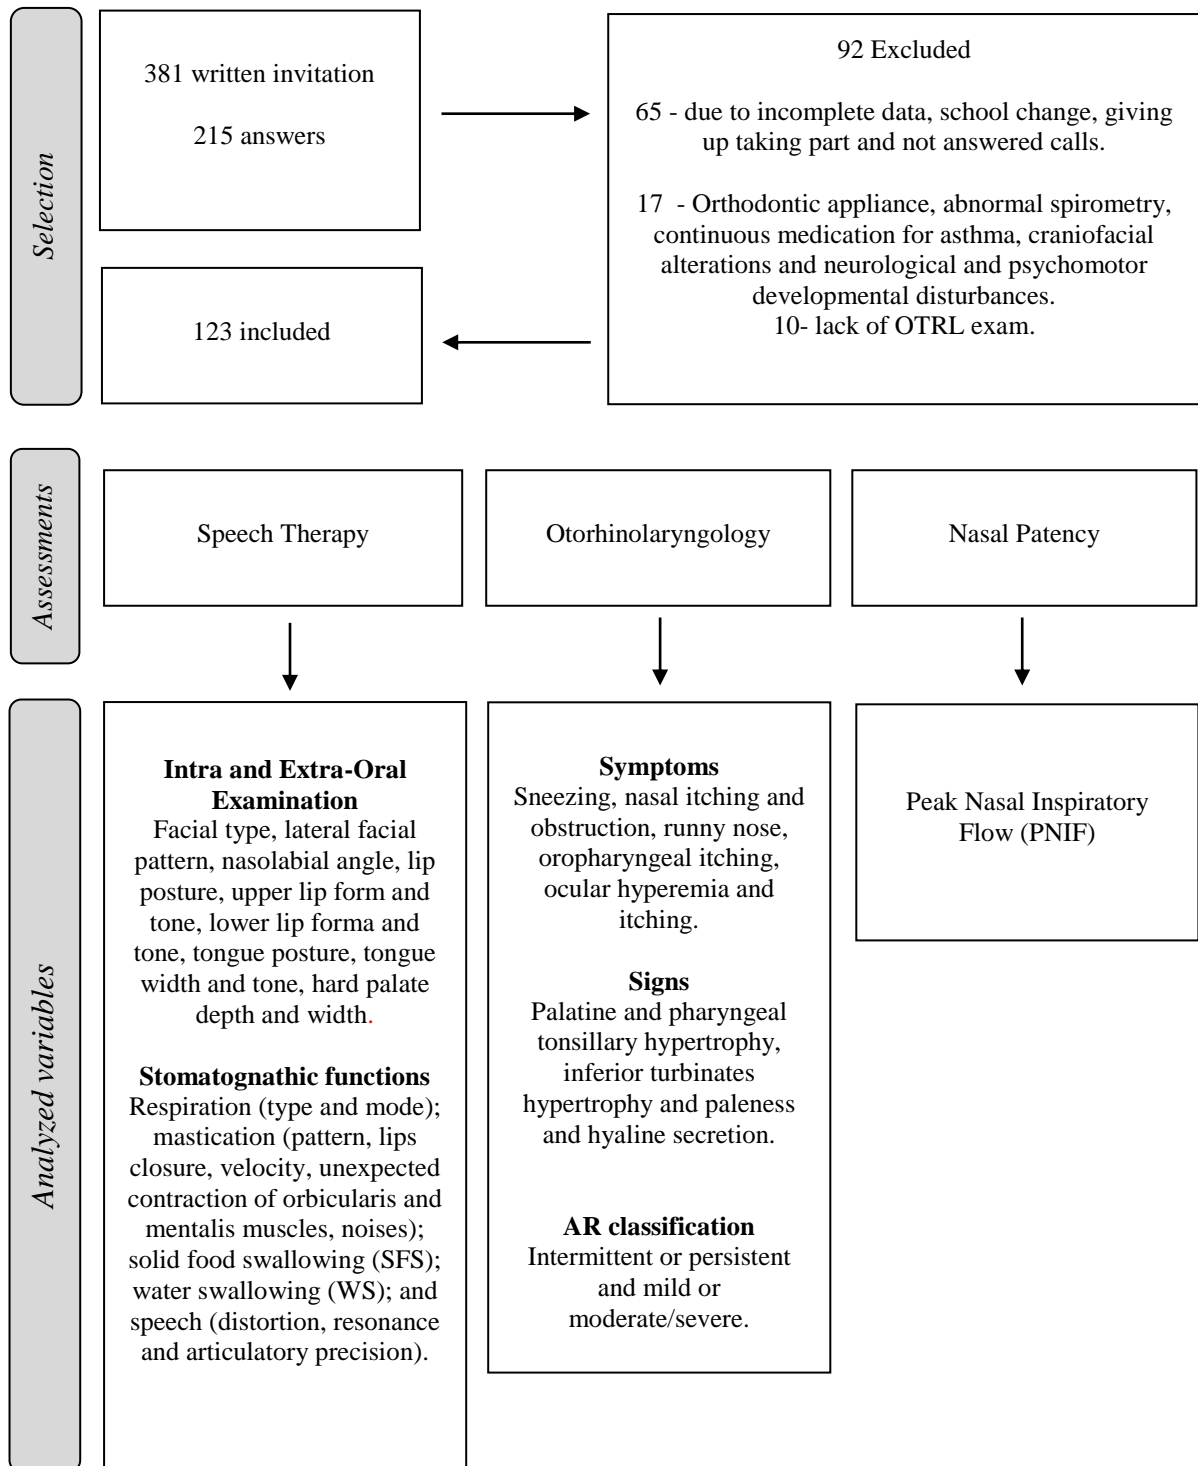 Selection
381 written invitation
215 answers
92 Excluded
65 - due to incomplete data, school change, giving
up taking part and not answered calls.
17 - Orthodontic appliance, abnormal spirometry,
continuous medication for asthma, craniofacial
alterations and neurological and psychomotor
developmental disturbances.
10- lack of OTRL exam.
123 included
Assessments
Speech Therapy
Otorhinolaryngology
Nasal Patency
Analyzed variables
Intra and Extra-Oral
Examination
Facial type, lateral facial
pattern, nasolabial angle, lip
posture, upper lip form and
tone, lower lip forma and
tone, tongue posture, tongue
width and tone, hard palate
depth and width.
Stomatognathic functions
Respiration (type and mode);
mastication (pattern, lips
closure, velocity, unexpected
contraction of orbicularis and
mentalis muscles, noises);
solid food swallowing (SFS);
water swallowing (WS); and
speech (distortion, resonance
and articulatory precision).
Symptoms
Sneezing, nasal itching and
obstruction, runny nose,
oropharyngeal itching,
ocular hyperemia and
itching.
Signs
Palatine and pharyngeal
tonsillary hypertrophy,
inferior turbinates
hypertrophy and paleness
and hyaline secretion.
AR classification
Intermittent or persistent
and mild or
moderate/severe.
Peak Nasal Inspiratory
Flow (PNIF)